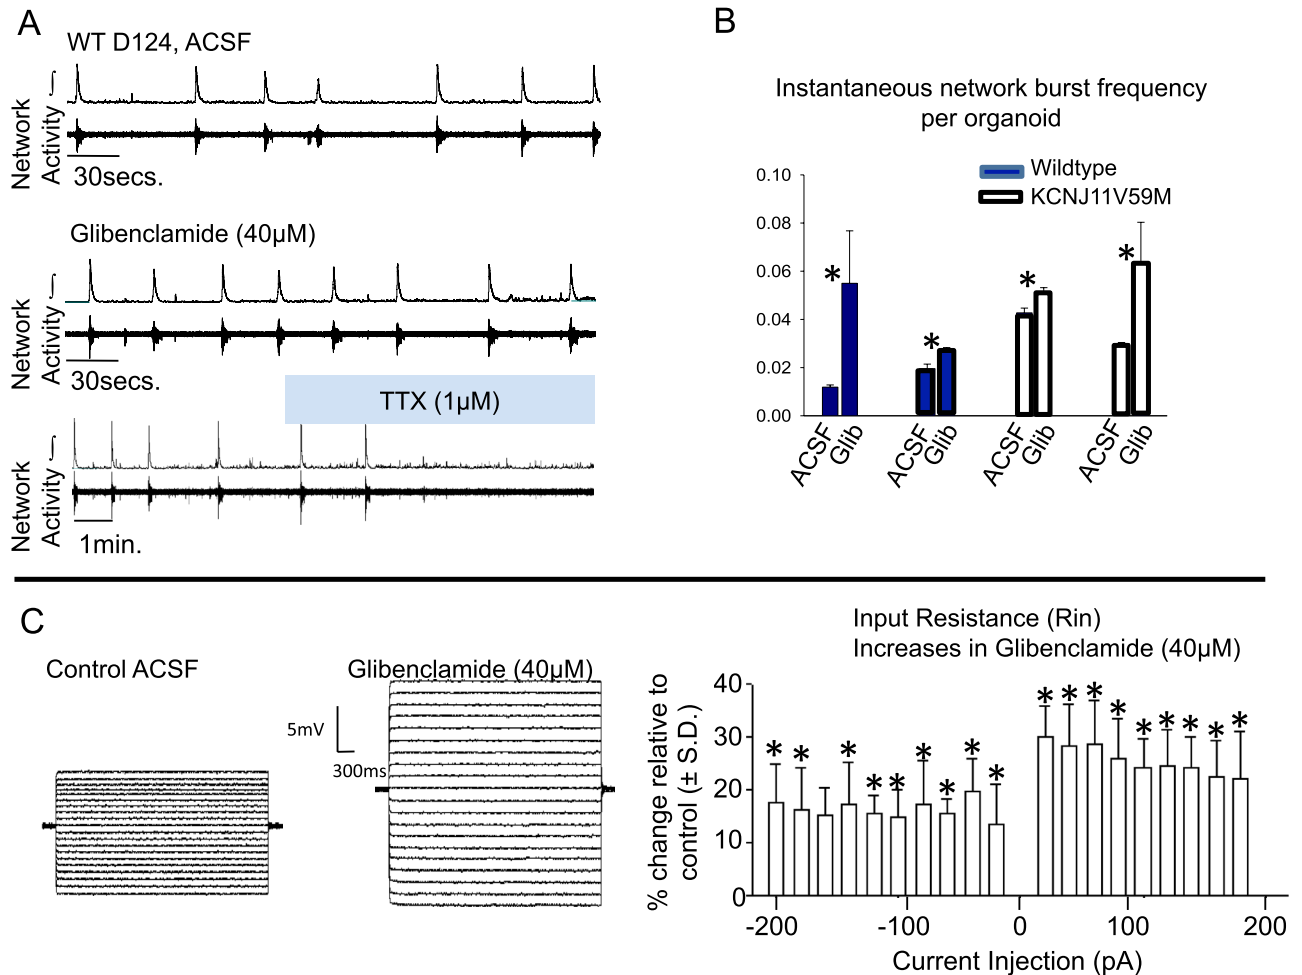 A
WT D124, ACSF
Network
Activity
∫
30secs.
Glibenclamide (40µM)
Network
Activity
∫
30secs.
TTX (1µM)
Network
Activity
∫
1min.
B
Instantaneous network burst frequency
per organoid
Wildtype
KCNJ11V59M
0.10
0.08
0.06
0.04
0.02
0.00
* * * *
ACSF Glib ACSF Glib ACSF Glib ACSF Glib
C
Control ACSF
Glibenclamide (40µM)
5mV
300ms
Input Resistance (Rin)
Increases in Glibenclamide (40µM)
% change relative to
control (± S.D.)
40
30
20
10
0
* * * * * * * * * * * * * * * * * *
-200 -100 0 100 200
Current Injection (pA)